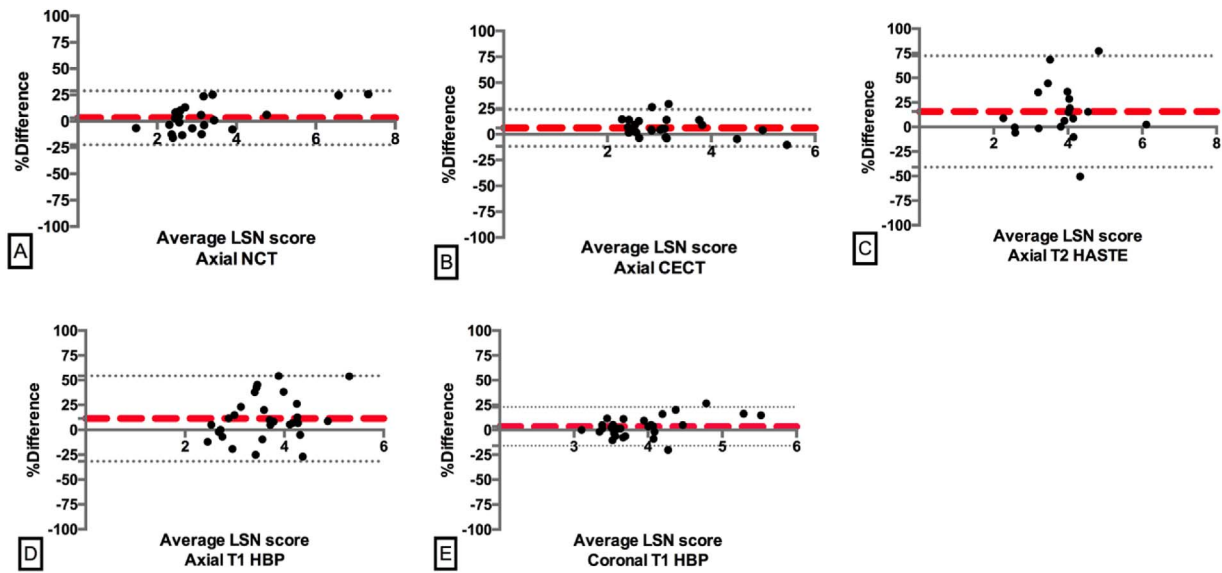 100
75
50
25
0
-25
-50
-75
-100
%Difference
2 4 6 8
Average LSN score
Axial NCT
A
100
75
50
25
0
-25
-50
-75
-100
%Difference
2 4 6
Average LSN score
Axial CECT
B
100
75
50
25
0
-25
-50
-75
-100
%Difference
2 4 6 8
Average LSN score
Axial T2 HASTE
C
100
75
50
25
0
-25
-50
-75
-100
%Difference
2 4 6
Average LSN score
Axial T1 HBP
D
100
75
50
25
0
-25
-50
-75
-100
%Difference
3 4 5 6
Average LSN score
Coronal T1 HBP
E